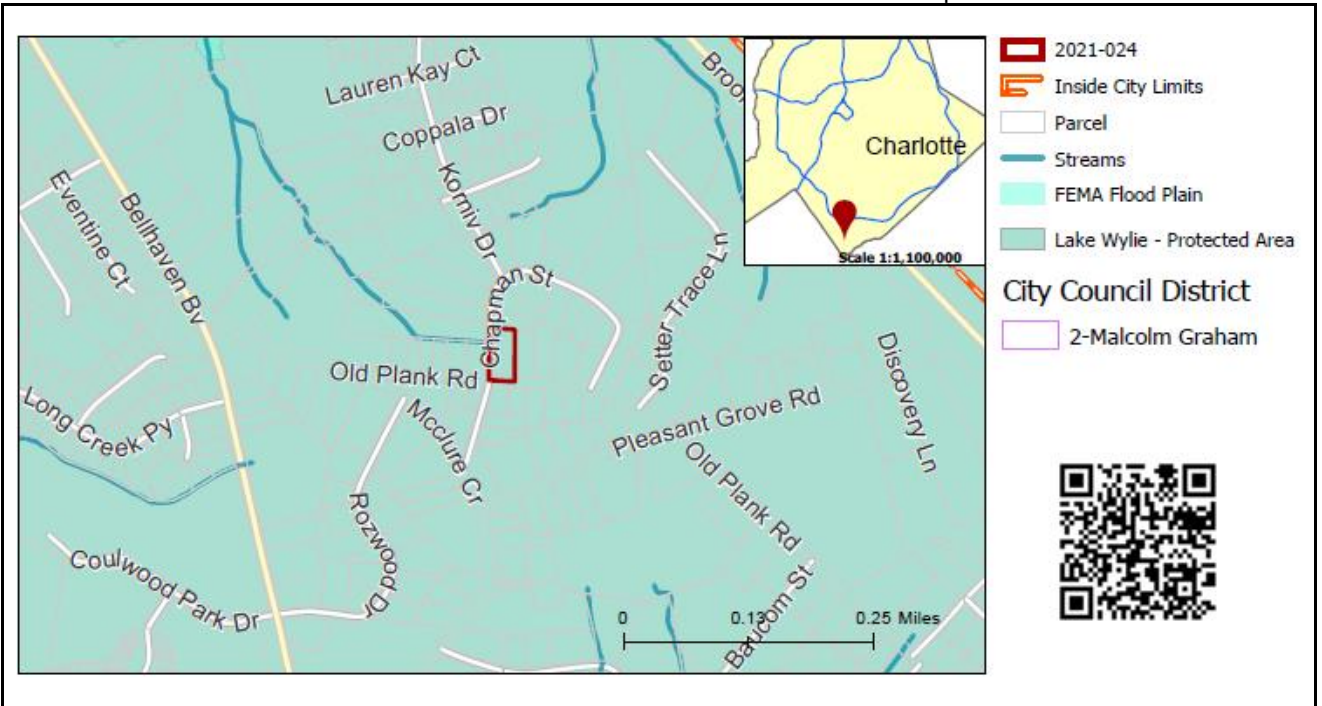 Lauren Kay Ct
Coppala Dr
Korniv Dr
Eventine Ct
Bellhaven Bv
Chapman St
Setter Trace Ln
Old Plank Rd
Mcclure Cr
Long Creek Py
Pleasant Grove Rd
Discovery Ln
Old Plank Rd
Rozwood Dr
Coulwood Park Dr
Baucom St
0 0.13 0.25 Miles
Charlotte
Scale 1:1,100,000
2021-024
Inside City Limits
Parcel
Streams
FEMA Flood Plain
Lake Wylie - Protected Area
City Council District
2-Malcolm Graham